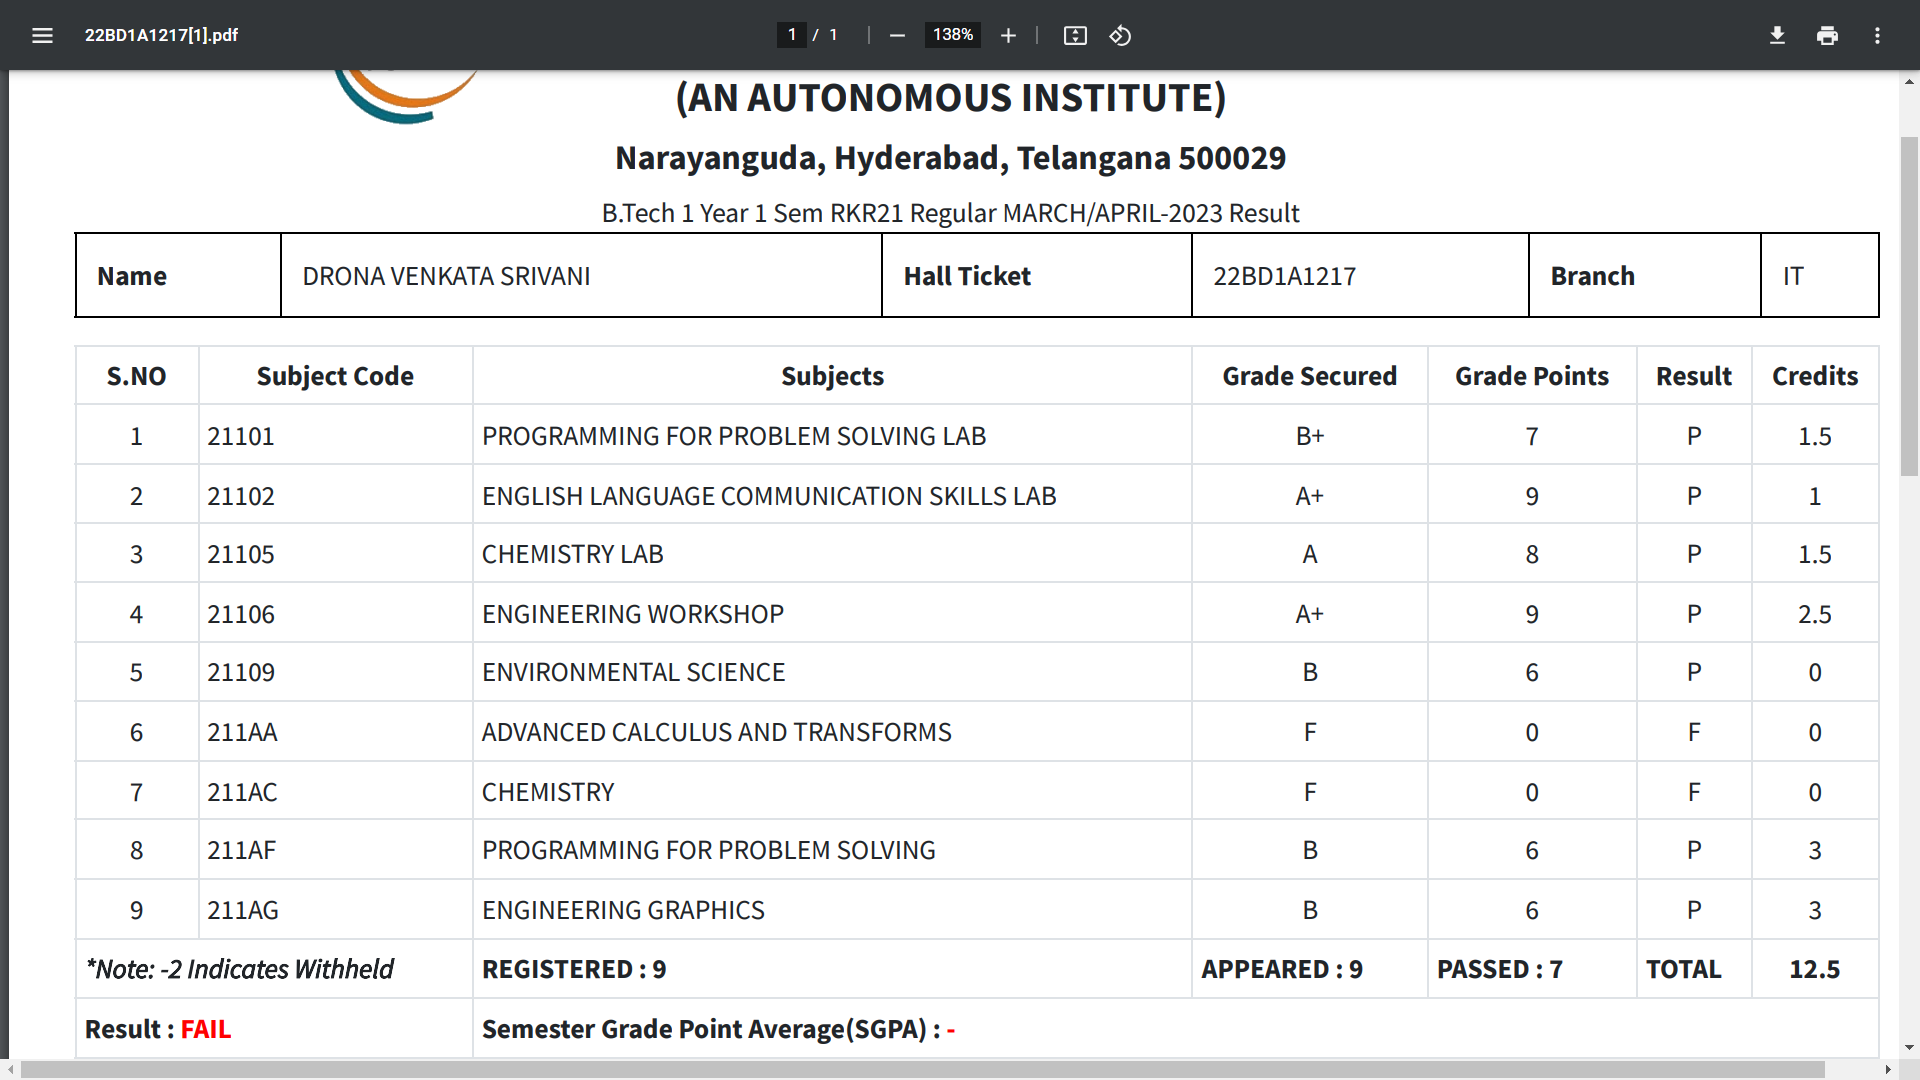 22BD1A1217[1].pdf
1 / 1
138%
(AN AUTONOMOUS INSTITUTE)
Narayanguda, Hyderabad, Telangana 500029
B.Tech 1 Year 1 Sem RKR21 Regular MARCH/APRIL-2023 Result
Name DRONA VENKATA SRIVANI Hall Ticket 22BD1A1217 Branch IT
S.NO Subject Code Subjects Grade Secured Grade Points Result Credits
1 21101 PROGRAMMING FOR PROBLEM SOLVING LAB B+ 7 P 1.5
2 21102 ENGLISH LANGUAGE COMMUNICATION SKILLS LAB A+ 9 P 1
3 21105 CHEMISTRY LAB A 8 P 1.5
4 21106 ENGINEERING WORKSHOP A+ 9 P 2.5
5 21109 ENVIRONMENTAL SCIENCE B 6 P 0
6 211AA ADVANCED CALCULUS AND TRANSFORMS F 0 F 0
7 211AC CHEMISTRY F 0 F 0
8 211AF PROGRAMMING FOR PROBLEM SOLVING B 6 P 3
9 211AG ENGINEERING GRAPHICS B 6 P 3
*Note: -2 Indicates Withheld REGISTERED : 9 APPEARED : 9 PASSED : 7 TOTAL 12.5
Result : FAIL Semester Grade Point Average(SGPA) : -